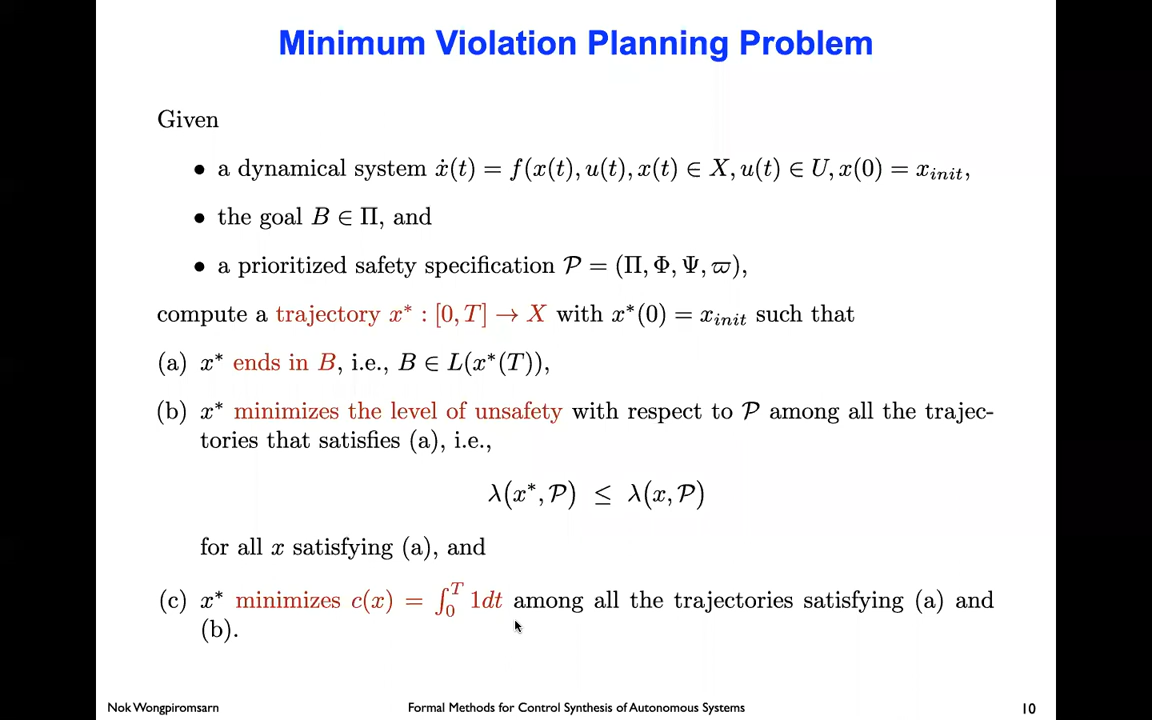 Minimum Violation Planning Problem
Given
• a dynamical system ẋ(t) = f(x(t), u(t), x(t) ∈ X, u(t) ∈ U, x(0) = x_init,
• the goal B ∈ Π, and
• a prioritized safety specification 𝒫 = (Π, Φ, Ψ, ϖ),
compute a trajectory x* : [0, T] → X with x*(0) = x_init such that
(a) x* ends in B, i.e., B ∈ L(x*(T)),
(b) x* minimizes the level of unsafety with respect to 𝒫 among all the trajec-
tories that satisfies (a), i.e.,
λ(x*, 𝒫) ≤ λ(x, 𝒫)
for all x satisfying (a), and
(c) x* minimizes c(x) = ∫₀ᵀ 1dt among all the trajectories satisfying (a) and
(b).
Nok Wongpiromsarn Formal Methods for Control Synthesis of Autonomous Systems 10